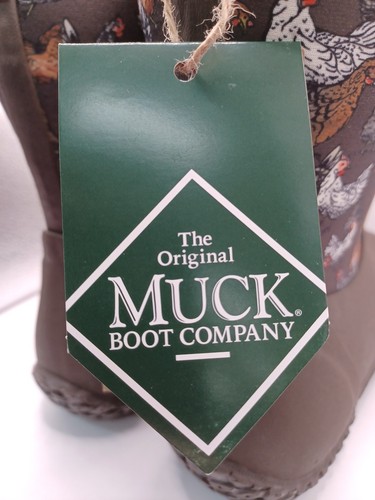 The
Original
MUCK®
BOOT COMPANY